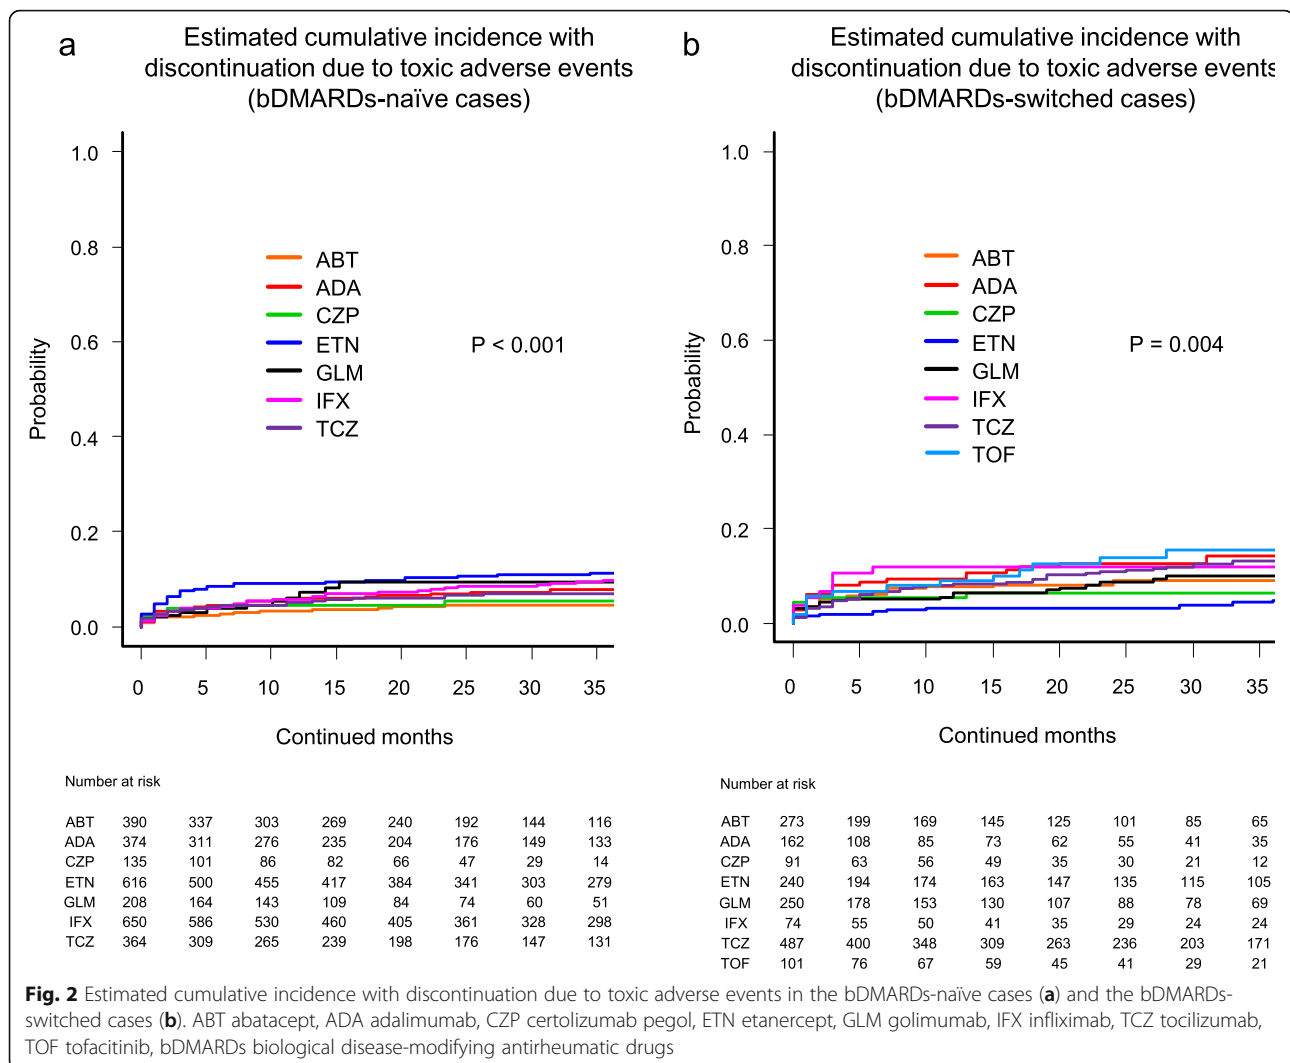 a
Estimated cumulative incidence with
discontinuation due to toxic adverse events
(bDMARDs-naïve cases)
1.0
0.8
0.6
0.4
0.2
0.0
Probability
ABT
ADA
CZP
ETN
GLM
IFX
TCZ
P < 0.001
0 5 10 15 20 25 30 35
Continued months
Number at risk
ABT 390 337 303 269 240 192 144 116
ADA 374 311 276 235 204 176 149 133
CZP 135 101 86 82 66 47 29 14
ETN 616 500 455 417 384 341 303 279
GLM 208 164 143 109 84 74 60 51
IFX 650 586 530 460 405 361 328 298
TCZ 364 309 265 239 198 176 147 131
b
Estimated cumulative incidence with
discontinuation due to toxic adverse events
(bDMARDs-switched cases)
1.0
0.8
0.6
0.4
0.2
0.0
Probability
ABT
ADA
CZP
ETN
GLM
IFX
TCZ
TOF
P = 0.004
0 5 10 15 20 25 30 35
Continued months
Number at risk
ABT 273 199 169 145 125 101 85 65
ADA 162 108 85 73 62 55 41 35
CZP 91 63 56 49 35 30 21 12
ETN 240 194 174 163 147 135 115 105
GLM 250 178 153 130 107 88 78 69
IFX 74 55 50 41 35 29 24 24
TCZ 487 400 348 309 263 236 203 171
TOF 101 76 67 59 45 41 29 21
Fig. 2 Estimated cumulative incidence with discontinuation due to toxic adverse events in the bDMARDs-naïve cases (a) and the bDMARDs-
switched cases (b). ABT abatacept, ADA adalimumab, CZP certolizumab pegol, ETN etanercept, GLM golimumab, IFX infliximab, TCZ tocilizumab,
TOF tofacitinib, bDMARDs biological disease-modifying antirheumatic drugs